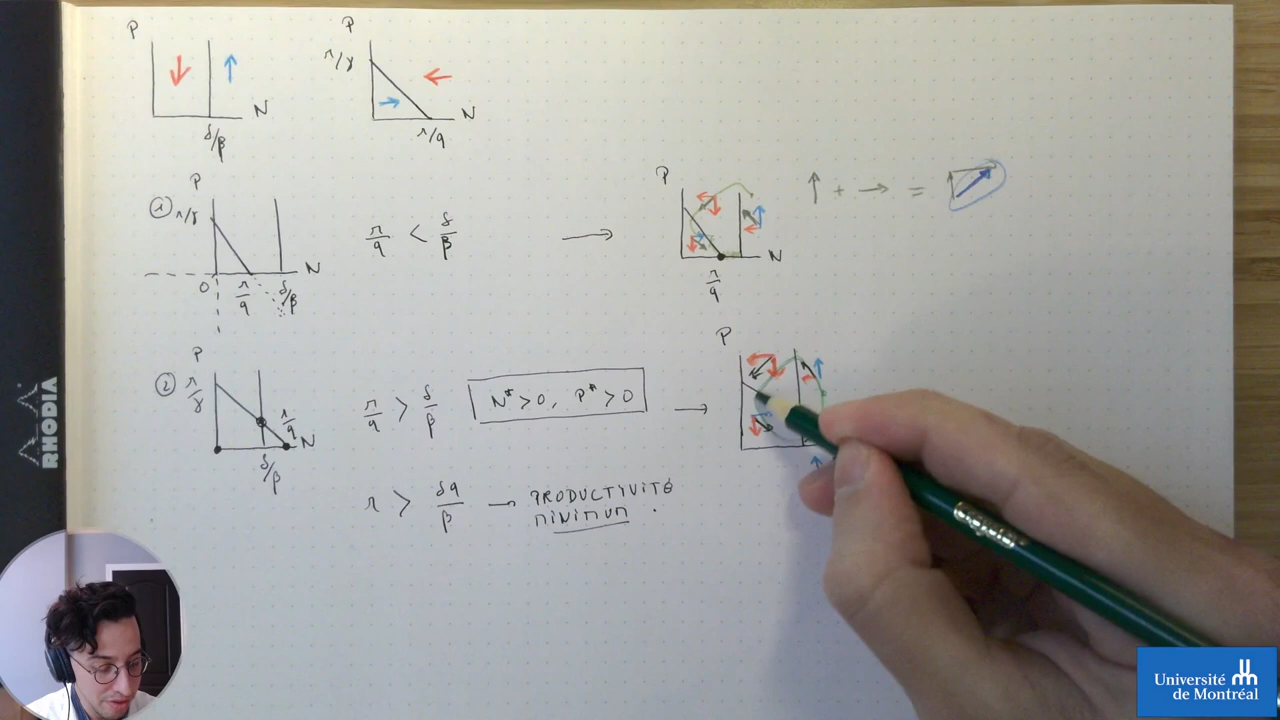 P
P
r/γ
N
δ/β
N
r/q
P
① r/γ
N
0
r/q
δ/β
r/q < δ/β
→
P
N
r/q
↑ + → =
P
② r/γ
r/q
N
δ/β
r/q > δ/β
N* > 0, P* > 0
→
P
r > δq/β → PRODUCTIVITÉ
MINIMUM.
RHODIA
Université
de Montréal